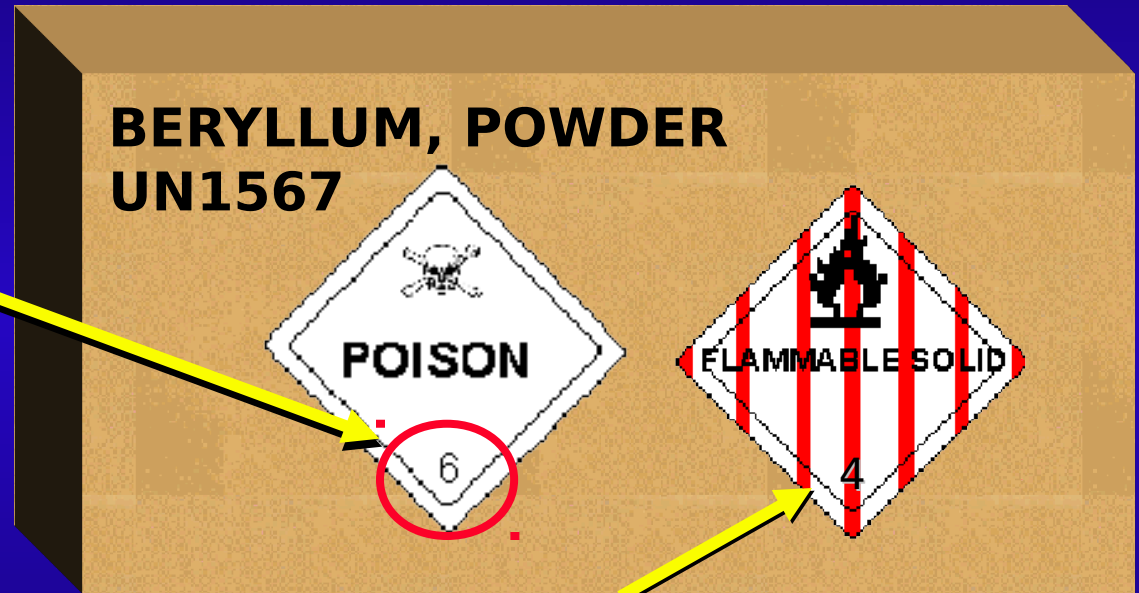 BERYLLUM, POWDER
UN1567
POISON
6
FLAMMABLE SOLID
4